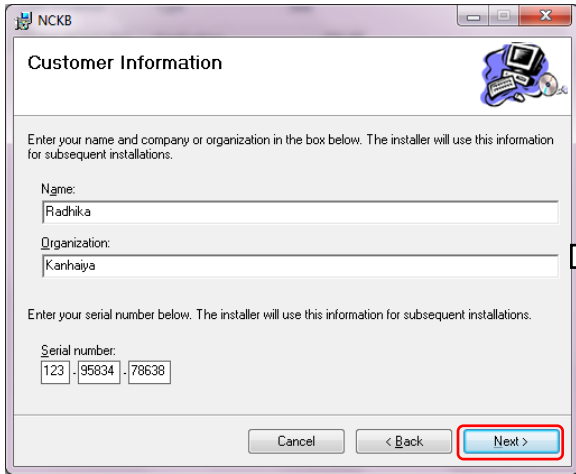 NCKB
Customer Information
Enter your name and company or organization in the box below. The installer will use this information
for subsequent installations.
Name:
Radhika
Organization:
Kanhaiya
Enter your serial number below. The installer will use this information for subsequent installations.
Serial number:
123 - 95834 - 78638
Cancel < Back Next >